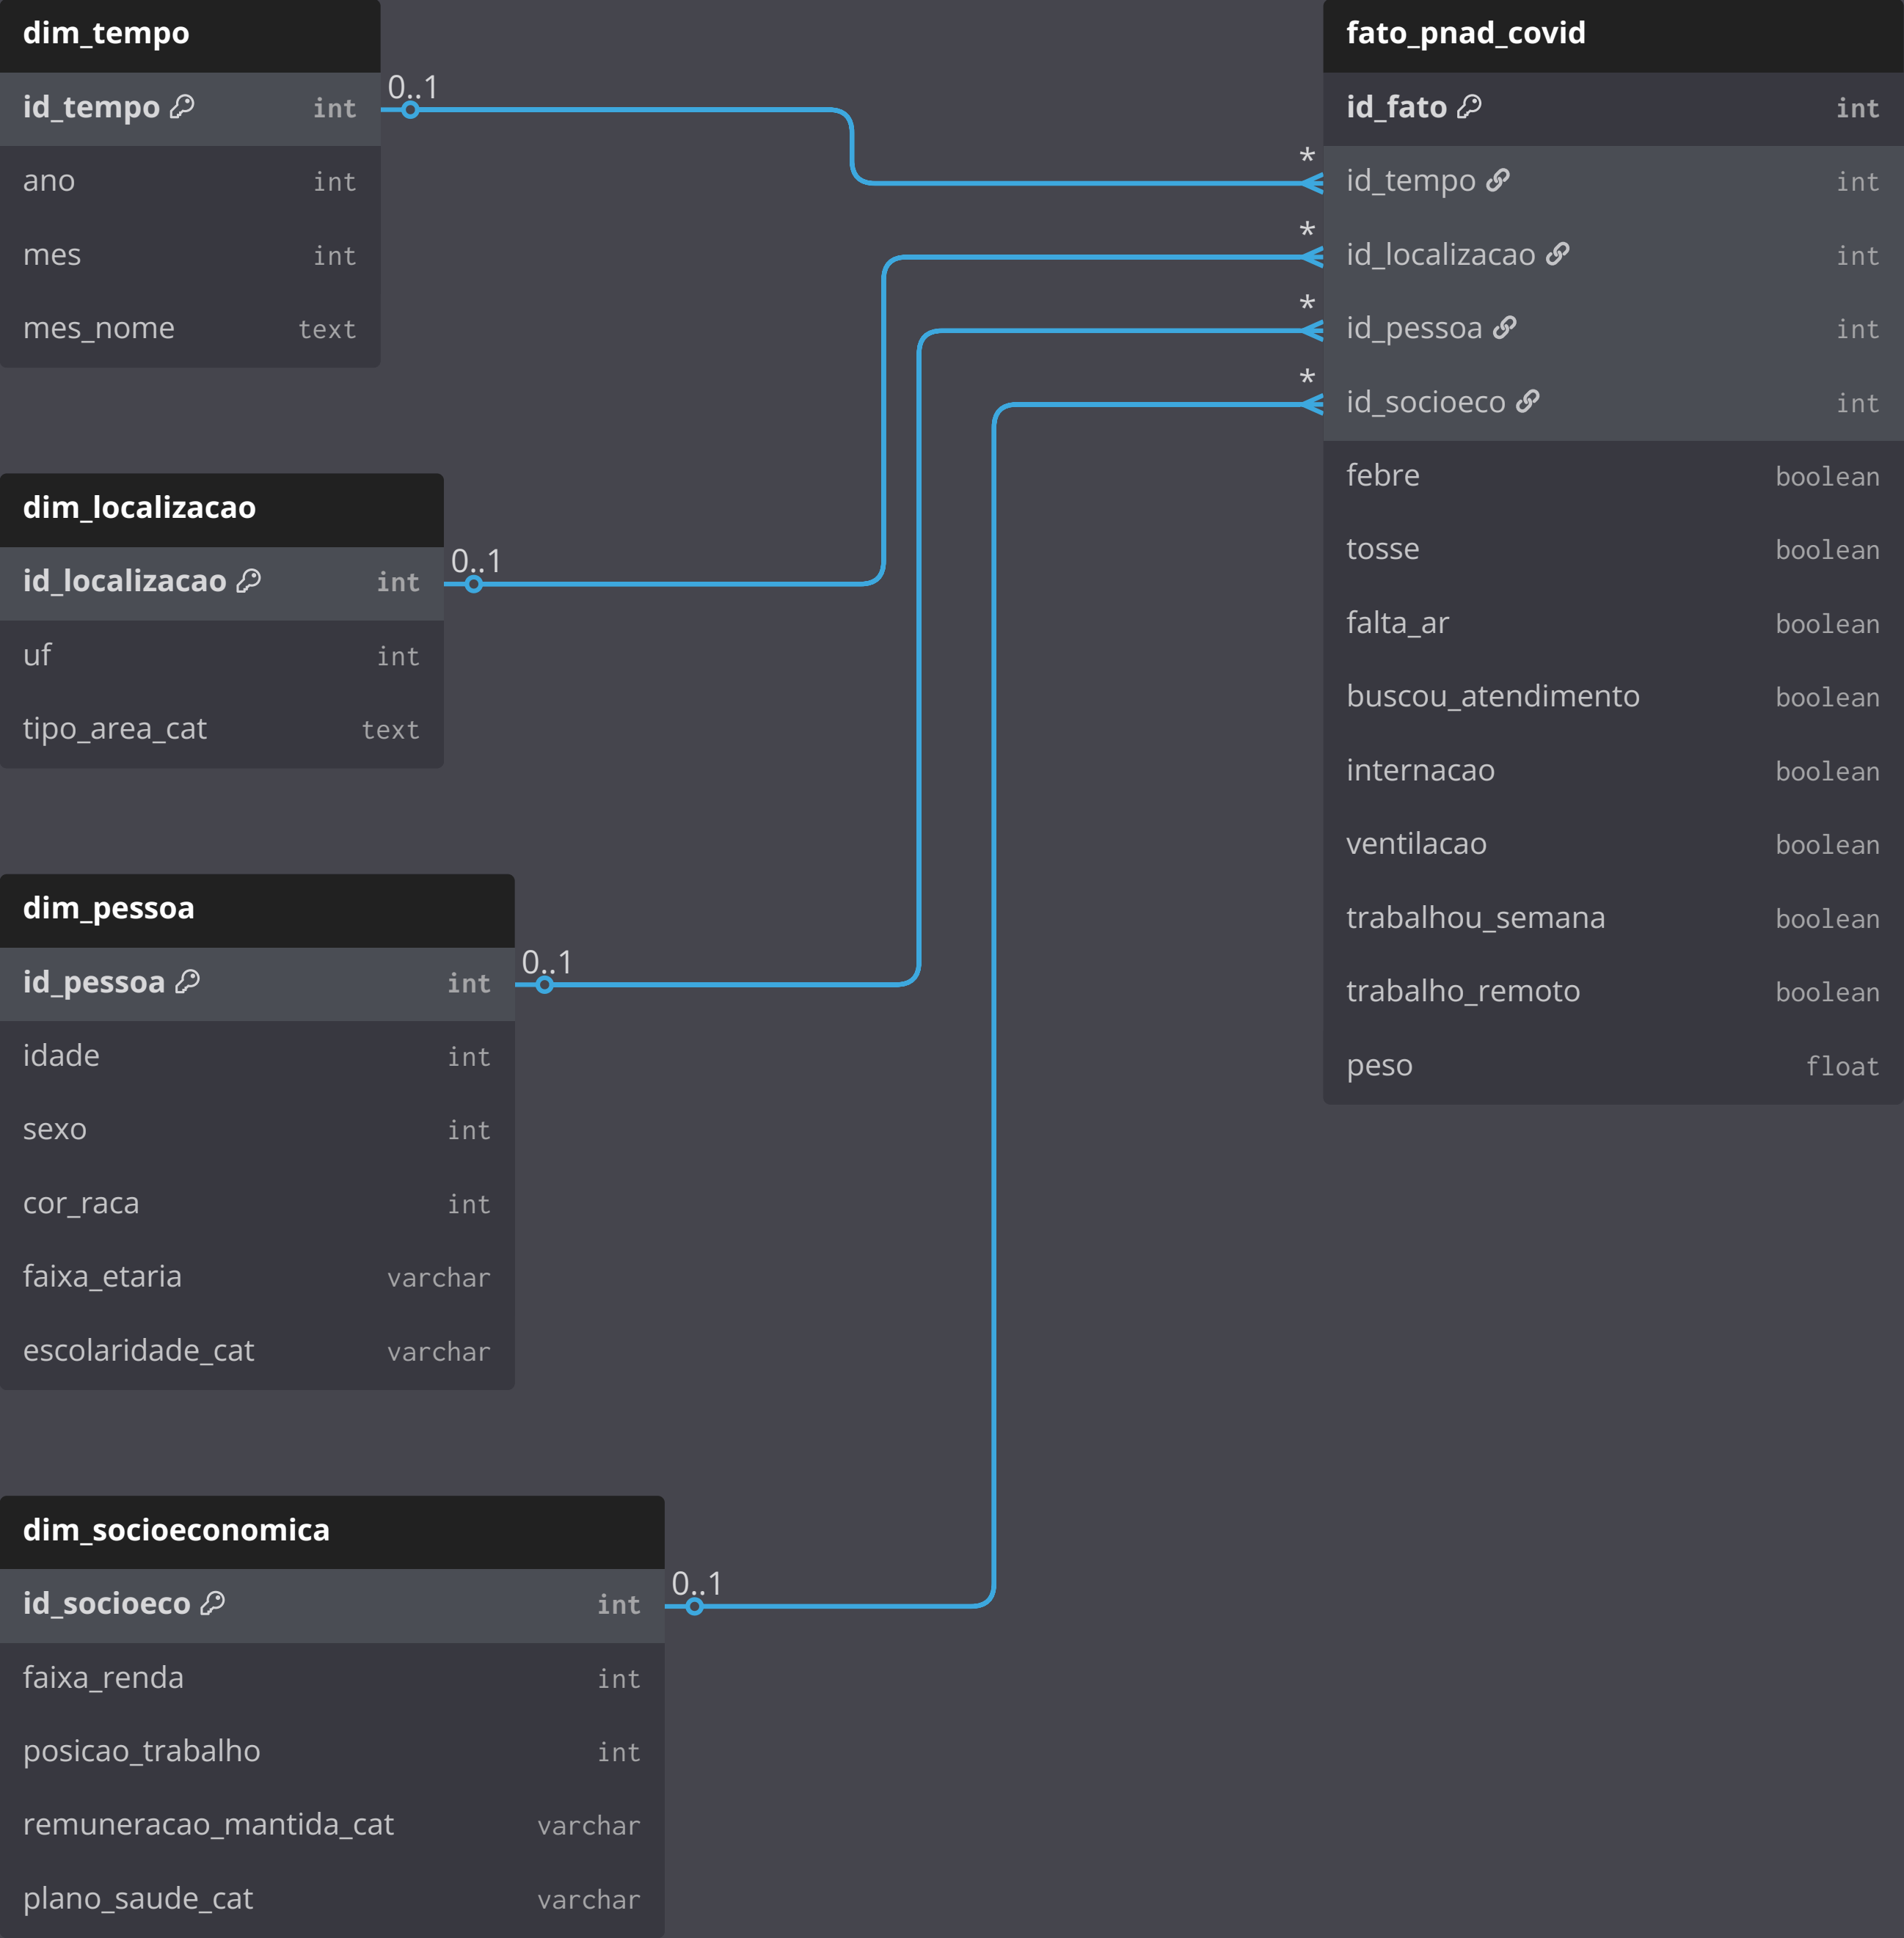 dim_tempo
id_tempo int
ano int
mes int
mes_nome text
0..1
dim_localizacao
id_localizacao int
uf int
tipo_area_cat text
0..1
dim_pessoa
id_pessoa int
idade int
sexo int
cor_raca int
faixa_etaria varchar
escolaridade_cat varchar
0..1
dim_socioeconomica
id_socioeco int
faixa_renda int
posicao_trabalho int
remuneracao_mantida_cat varchar
plano_saude_cat varchar
0..1
fato_pnad_covid
id_fato int
* id_tempo int
* id_localizacao int
* id_pessoa int
* id_socioeco int
febre boolean
tosse boolean
falta_ar boolean
buscou_atendimento boolean
internacao boolean
ventilacao boolean
trabalhou_semana boolean
trabalho_remoto boolean
peso float